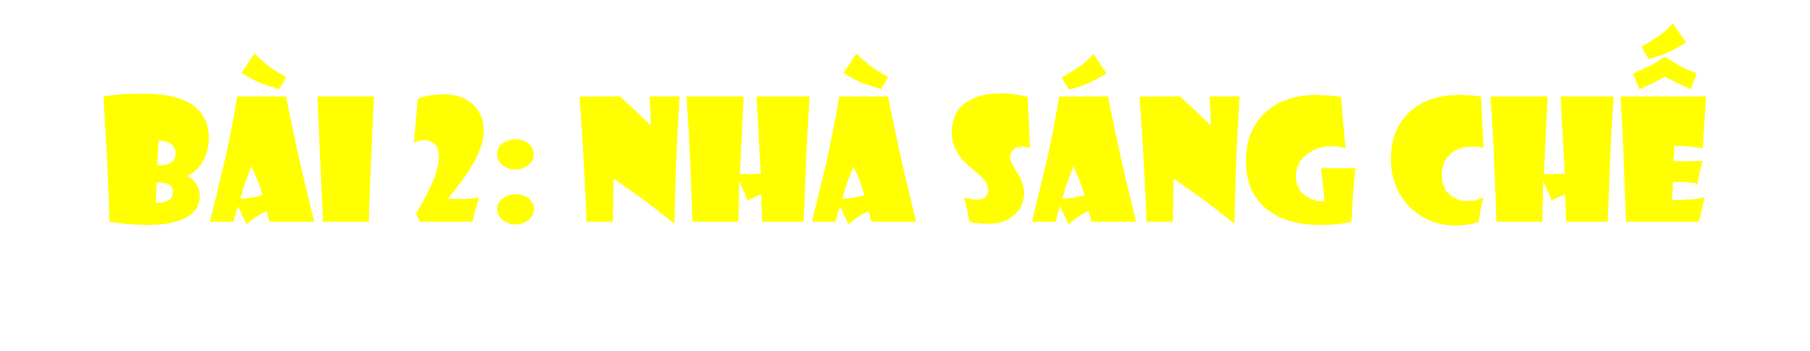 BÀI 2: NHÀ SÁNG CHẾ